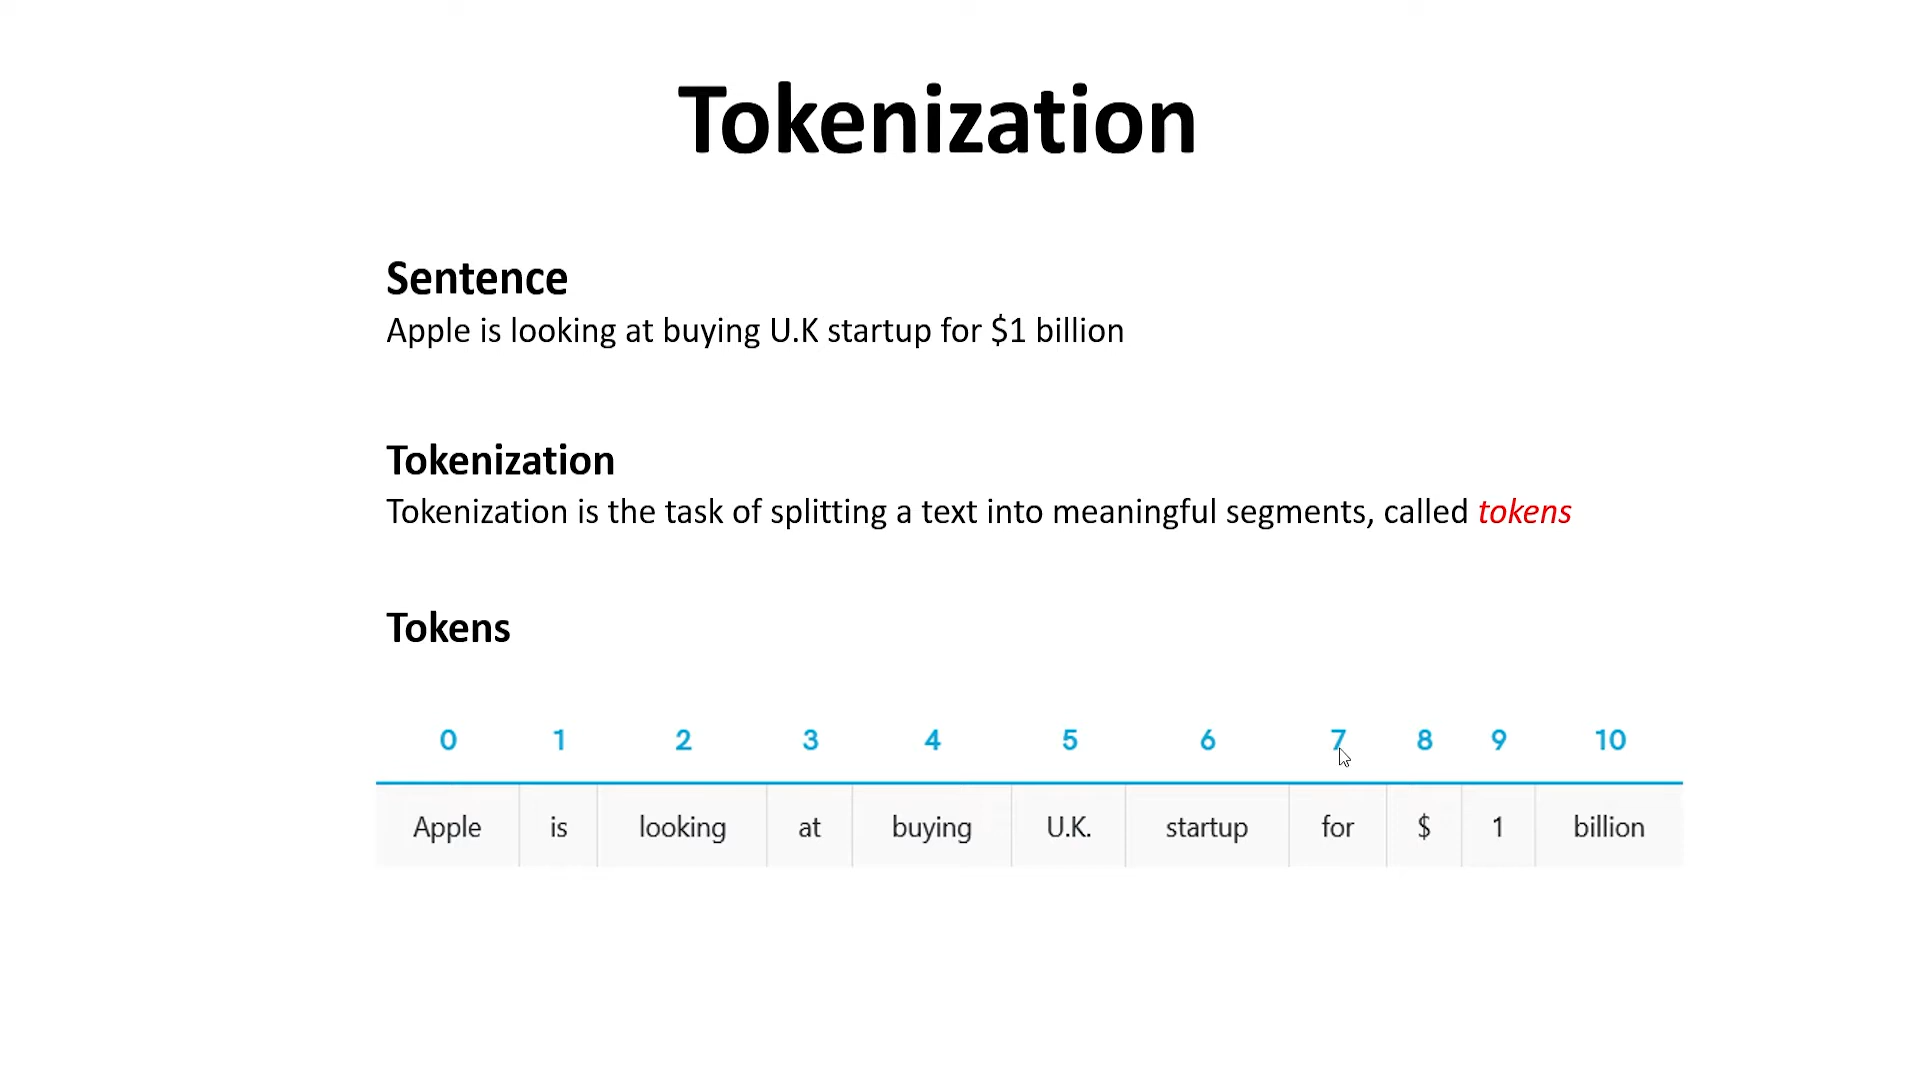 Tokenization
Sentence
Apple is looking at buying U.K startup for $1 billion
Tokenization
Tokenization is the task of splitting a text into meaningful segments, called tokens
Tokens
0 1 2 3 4 5 6 7 8 9 10
Apple is looking at buying U.K. startup for $ 1 billion